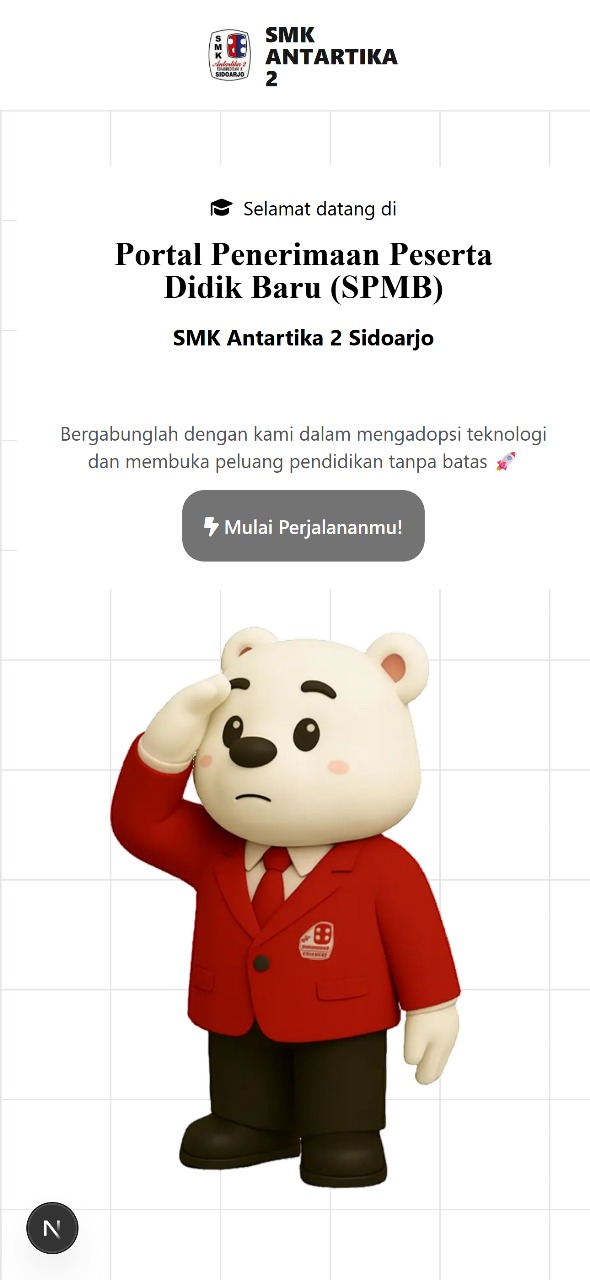 SMK
Antartika 2
SIDOARJO
SMK
ANTARTIKA
2
Selamat datang di
Portal Penerimaan Peserta
Didik Baru (SPMB)
SMK Antartika 2 Sidoarjo
Bergabunglah dengan kami dalam mengadopsi teknologi
dan membuka peluang pendidikan tanpa batas 🚀
Mulai Perjalananmu!
N